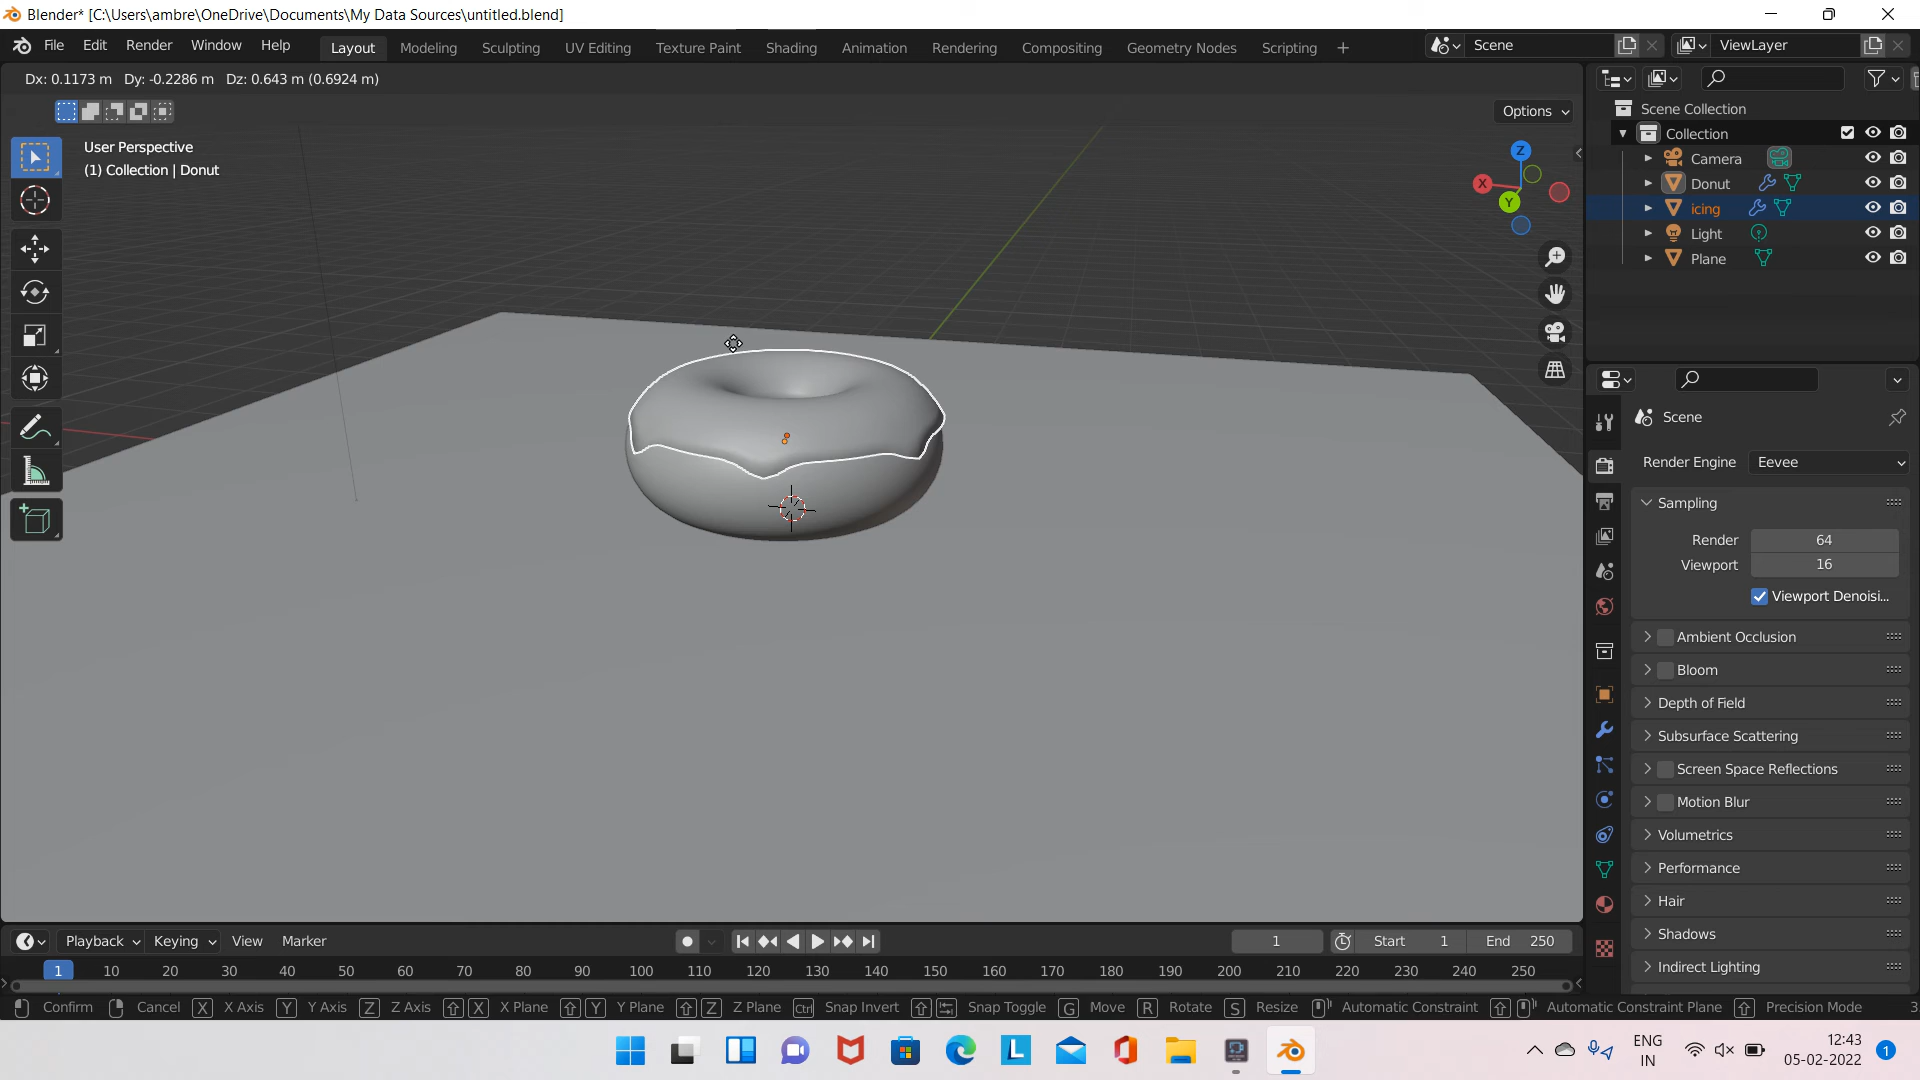 Blender* [C:\Users\ambre\OneDrive\Documents\My Data Sources\untitled.blend]
File Edit Render Window Help Layout Modeling Sculpting UV Editing Texture Paint Shading Animation Rendering Compositing Geometry Nodes Scripting + Scene ViewLayer
Dx: 0.1173 m Dy: -0.2286 m Dz: 0.643 m (0.6924 m)
Options
User Perspective
(1) Collection | Donut
Z
X
Y
Scene Collection
Collection
Camera
Donut
icing
Light
Plane
Scene
Render Engine Eevee
Sampling
Render 64
Viewport 16
Viewport Denoisi...
Ambient Occlusion
Bloom
Depth of Field
Subsurface Scattering
Screen Space Reflections
Motion Blur
Volumetrics
Performance
Hair
Shadows
Indirect Lighting
Playback Keying View Marker 1 Start 1 End 250
1 10 20 30 40 50 60 70 80 90 100 110 120 130 140 150 160 170 180 190 200 210 220 230 240 250
Confirm Cancel X X Axis Y Y Axis Z Z Axis X X Plane Y Y Plane Z Z Plane Ctrl Snap Invert Snap Toggle G Move R Rotate S Resize Automatic Constraint Automatic Constraint Plane Precision Mode 3
L
ENG
IN
12:43
05-02-2022
1